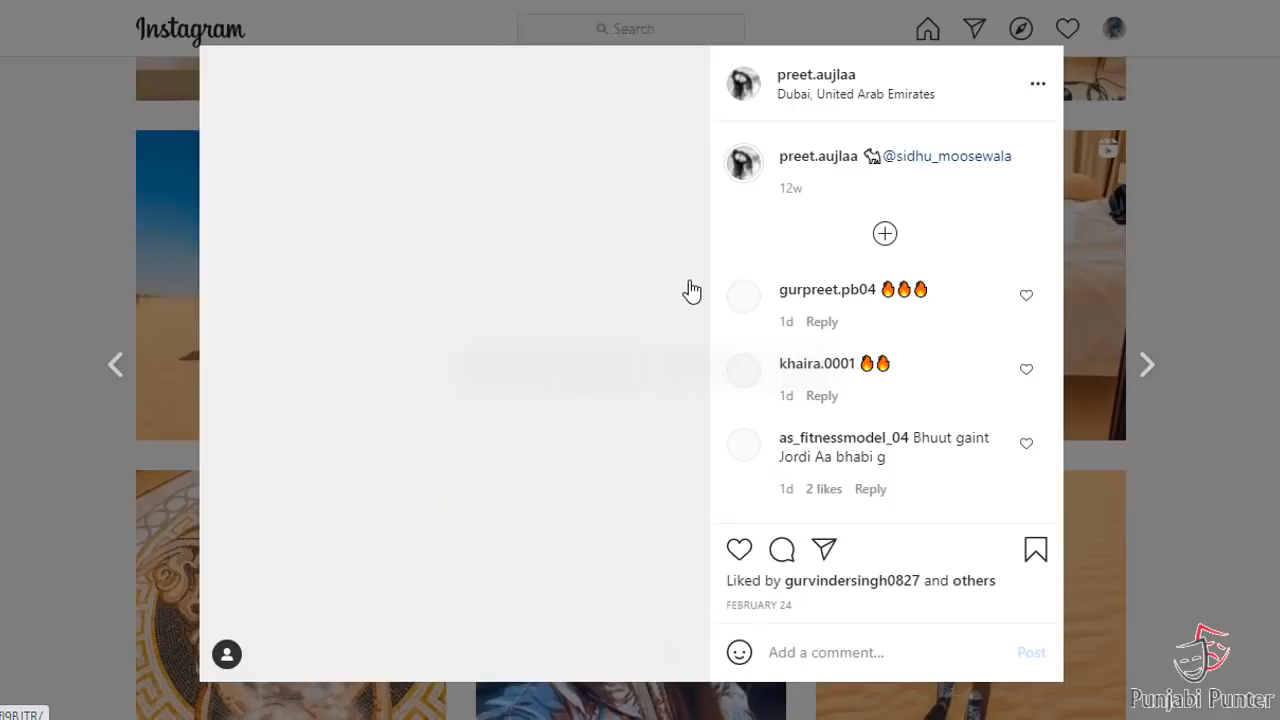 Instagram
Search
preet.aujlaa
Dubai, United Arab Emirates
preet.aujlaa 🐪@sidhu_moosewala
12w
gurpreet.pb04 🔥🔥🔥
1d Reply
khaira.0001 🔥🔥
1d Reply
as_fitnessmodel_04 Bhuut gaint
Jordi Aa bhabi g
1d 2 likes Reply
Liked by gurvindersingh0827 and others
FEBRUARY 24
Add a comment... Post
Punjabi Punter